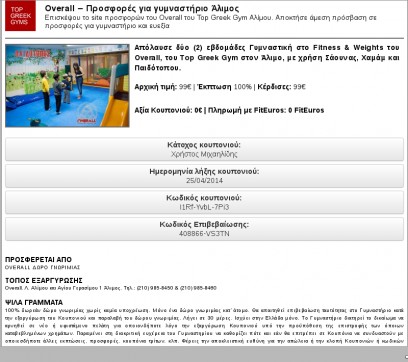 TOP
GREEK
GYMS
Overall – Προσφορές για γυμναστήριο Άλιμος
Επισκέψου το site προσφορών του Overall του Top Greek Gym Αλίμου. Αποκτήσε άμεση πρόσβαση σε
προσφορές για γυμναστήριο και ευεξία
Απόλαυσε δύο (2) εβδομάδες Γυμναστική στο Fitness & Weights του
Overall, του Top Greek Gym στον Άλιμο, με χρήση Σάουνας, Χαμάμ και
Παιδότοπου.
Αρχική τιμή: 99€ | Έκπτωση 100% | Κέρδισες: 99€
Αξία Κουπονιού: 0€ | Πληρωμή με FitEuros: 0 FitEuros
Κάτοχος κουπονιού:
Χρήστος Μιχαηλίδης
Ημερομηνία λήξης κουπονιού:
25/04/2014
Κωδικός κουπονιού:
I1Rf-YvbL-7Pi3
Κωδικός Επιβεβαίωσης:
408866-VS3TN
ΠΡΟΣΦΕΡΕΤΑΙ ΑΠΟ
OVERALL ΔΩΡΟ ΓΝΩΡΙΜΙΑΣ
ΤΟΠΟΣ ΕΞΑΡΓΥΡΩΣΗΣ
Overall Λ. Αλίμου και Αγίου Γερασίμου 1 Άλιμος, Τηλ.: (210) 985-8450 & (210) 985-8460
ΨΙΛΑ ΓΡΑΜΜΑΤΑ
100% δωρεάν δώρο γνωριμίας χωρίς καμία υποχρέωση. Μόνο ένα δώρο γνωριμίας κατ' άτομο. Θα απαιτηθεί επιβεβαίωση ταυτότητας στο Γυμναστήριο κατά
την εξαργύρωση του Κουπονιού και παραλαβή του δώρου γνωριμίας. Λήγει σε 30 μέρες. Ισχύει στην Ελλάδα μόνο. Το Γυμναστήριο διατηρεί το δικαίωμα να
αρνηθεί σε νέο ή υφιστάμενο πελάτη για οποιονδήποτε λόγο την εξαργύρωση Κουπονιού υπό την προϋπόθεση της επιστροφής των όποιων
καταβεβλημένων χρημάτων. Παραμένει στη διακριτική ευχέρεια του Γυμναστηρίου να καθορίζει πότε και εάν θα επιτρέπει σε Κουπόνια να συνδυαστούν με
οποιεσδήποτε άλλες εκπτώσεις, προσφορές, κουπόνια τρίτων. κλπ. Φέρεις την αποκλειστική ευθύνη για την απώλεια ή την κλοπή Κουπονιών ή κωδικών